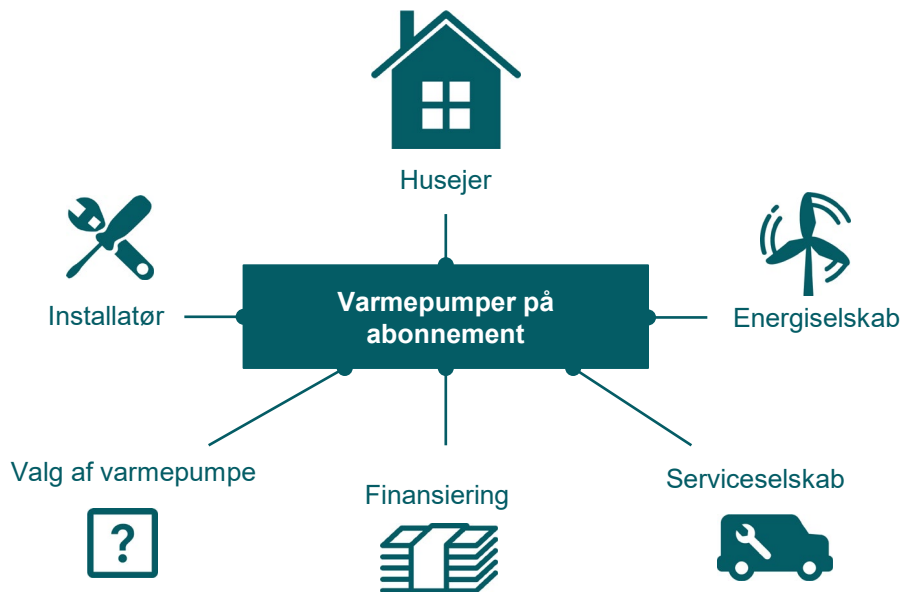 Husejer
Installatør
Varmepumper på
abonnement
Energiselskab
Valg af varmepumpe
?
Finansiering
Serviceselskab